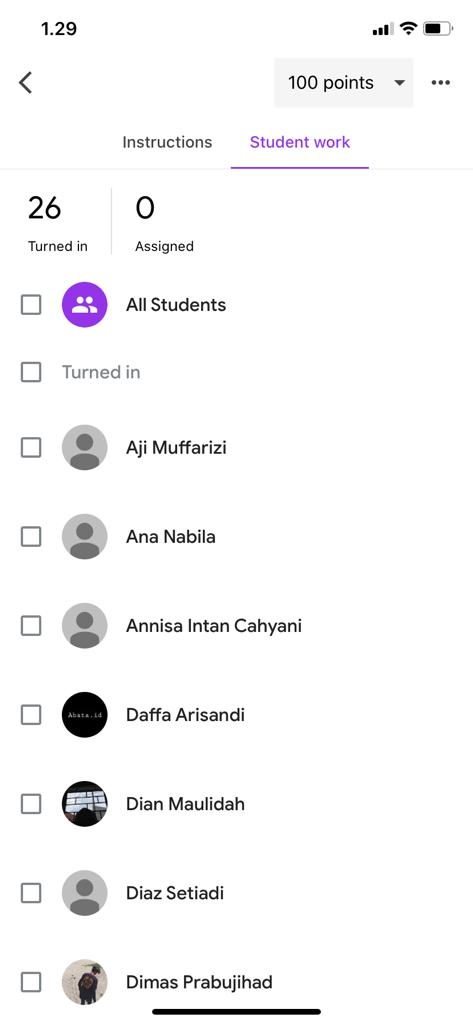 1.29
100 points
Instructions
Student work
26
Turned in
0
Assigned
All Students
Turned in
Aji Muffarizi
Ana Nabila
Annisa Intan Cahyani
Abata.id
Daffa Arisandi
Dian Maulidah
Diaz Setiadi
Dimas Prabujihad